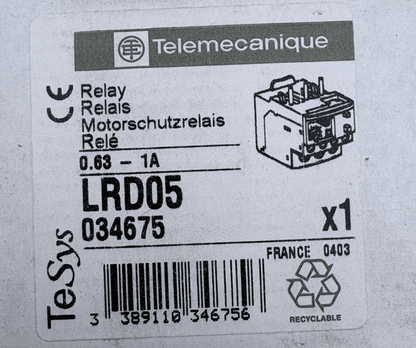 Telemecanique
CE
Relay
Relais
Motorschutzrelais
Relé
0.63 - 1A
LRD05
034675
x1
TeSys
FRANCE 0403
3 389110 346756
RECYCLABLE